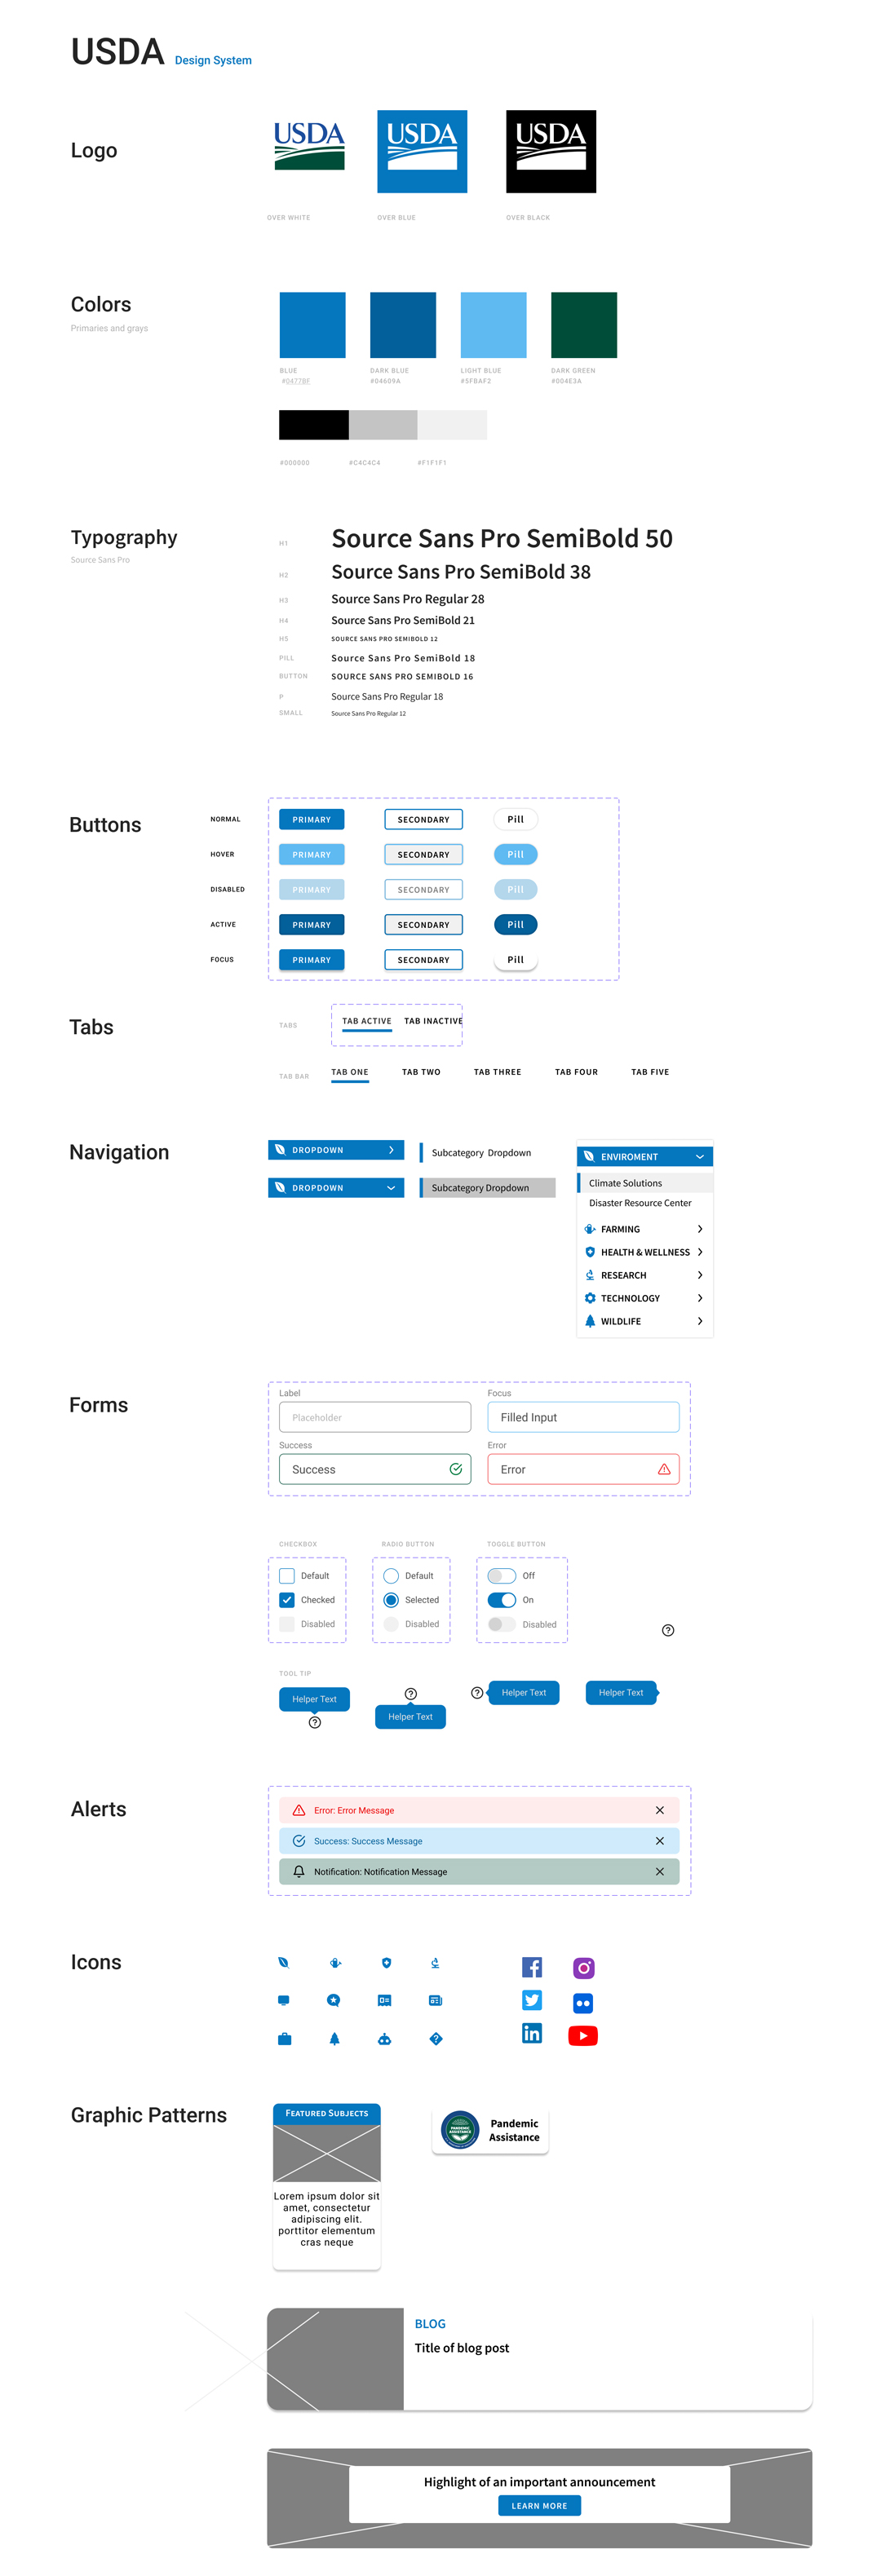 USDA Design System
Logo
USDA
USDA
USDA
OVER WHITE
OVER BLUE
OVER BLACK
Colors
Primaries and grays
BLUE
#0477BF
DARK BLUE
#04609A
LIGHT BLUE
#5FBAF2
DARK GREEN
#004E3A
#000000
#C4C4C4
#F1F1F1
Typography
Source Sans Pro
H1 Source Sans Pro SemiBold 50
H2 Source Sans Pro SemiBold 38
H3 Source Sans Pro Regular 28
H4 Source Sans Pro SemiBold 21
H5 SOURCE SANS PRO SEMIBOLD 12
PILL Source Sans Pro SemiBold 18
BUTTON SOURCE SANS PRO SEMIBOLD 16
P Source Sans Pro Regular 18
SMALL Source Sans Pro Regular 12
Buttons
NORMAL PRIMARY SECONDARY Pill
HOVER PRIMARY SECONDARY Pill
DISABLED PRIMARY SECONDARY Pill
ACTIVE PRIMARY SECONDARY Pill
FOCUS PRIMARY SECONDARY Pill
Tabs
TABS TAB ACTIVE TAB INACTIVE
TAB BAR TAB ONE TAB TWO TAB THREE TAB FOUR TAB FIVE
Navigation
DROPDOWN
Subcategory Dropdown
DROPDOWN
Subcategory Dropdown
ENVIROMENT
Climate Solutions
Disaster Resource Center
FARMING
HEALTH & WELLNESS
RESEARCH
TECHNOLOGY
WILDLIFE
Forms
Label
Placeholder
Focus
Filled Input
Success
Success
Error
Error
CHECKBOX
Default
Checked
Disabled
RADIO BUTTON
Default
Selected
Disabled
TOGGLE BUTTON
Off
On
Disabled
TOOL TIP
Helper Text
Helper Text
Helper Text
Helper Text
Alerts
Error: Error Message
Success: Success Message
Notification: Notification Message
Icons
Graphic Patterns
FEATURED SUBJECTS
Lorem ipsum dolor sit
amet, consectetur
adipiscing elit.
porttitor elementum
cras neque
PANDEMIC
ASSISTANCE
Pandemic
Assistance
BLOG
Title of blog post
Highlight of an important announcement
LEARN MORE